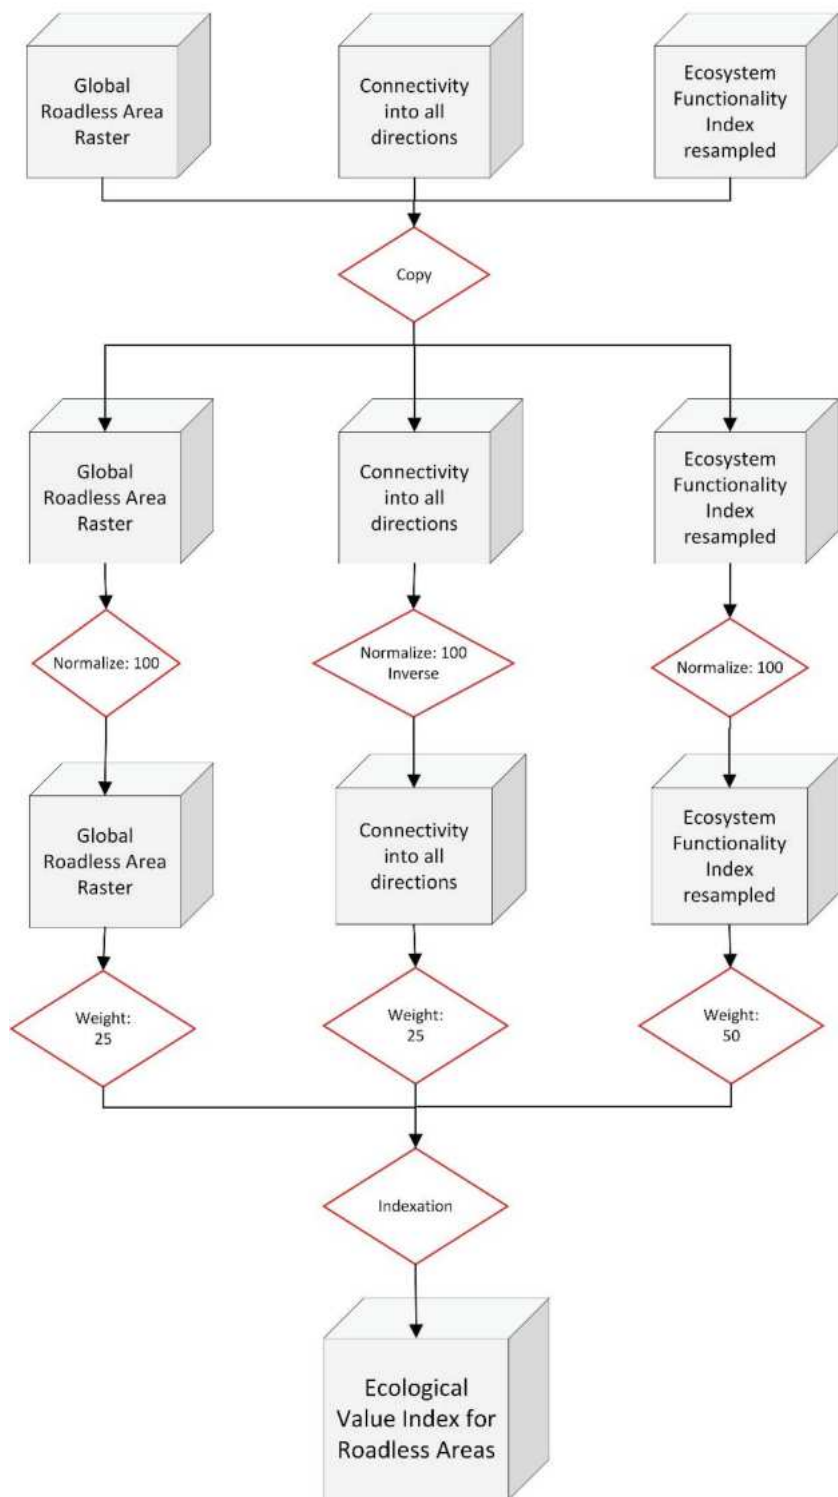 Global
Roadless Area
Raster
Connectivity
into all
directions
Ecosystem
Functionality
Index
resampled
Copy
Global
Roadless Area
Raster
Connectivity
into all
directions
Ecosystem
Functionality
Index
resampled
Normalize: 100
Normalize: 100
Inverse
Normalize: 100
Global
Roadless Area
Raster
Connectivity
into all
directions
Ecosystem
Functionality
Index
resampled
Weight:
25
Weight:
25
Weight:
50
Indexation
Ecological
Value Index for
Roadless Areas